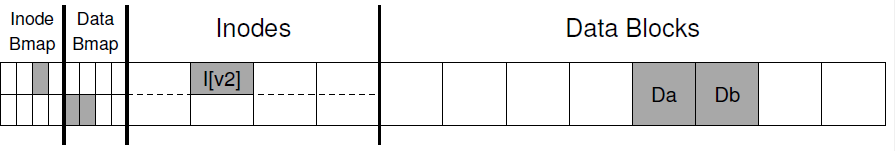 Inode
Bmap
Data
Bmap
Inodes
Data Blocks
I[v2]
Da
Db